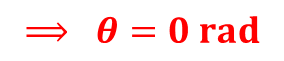 ⟹ θ = 0 rad